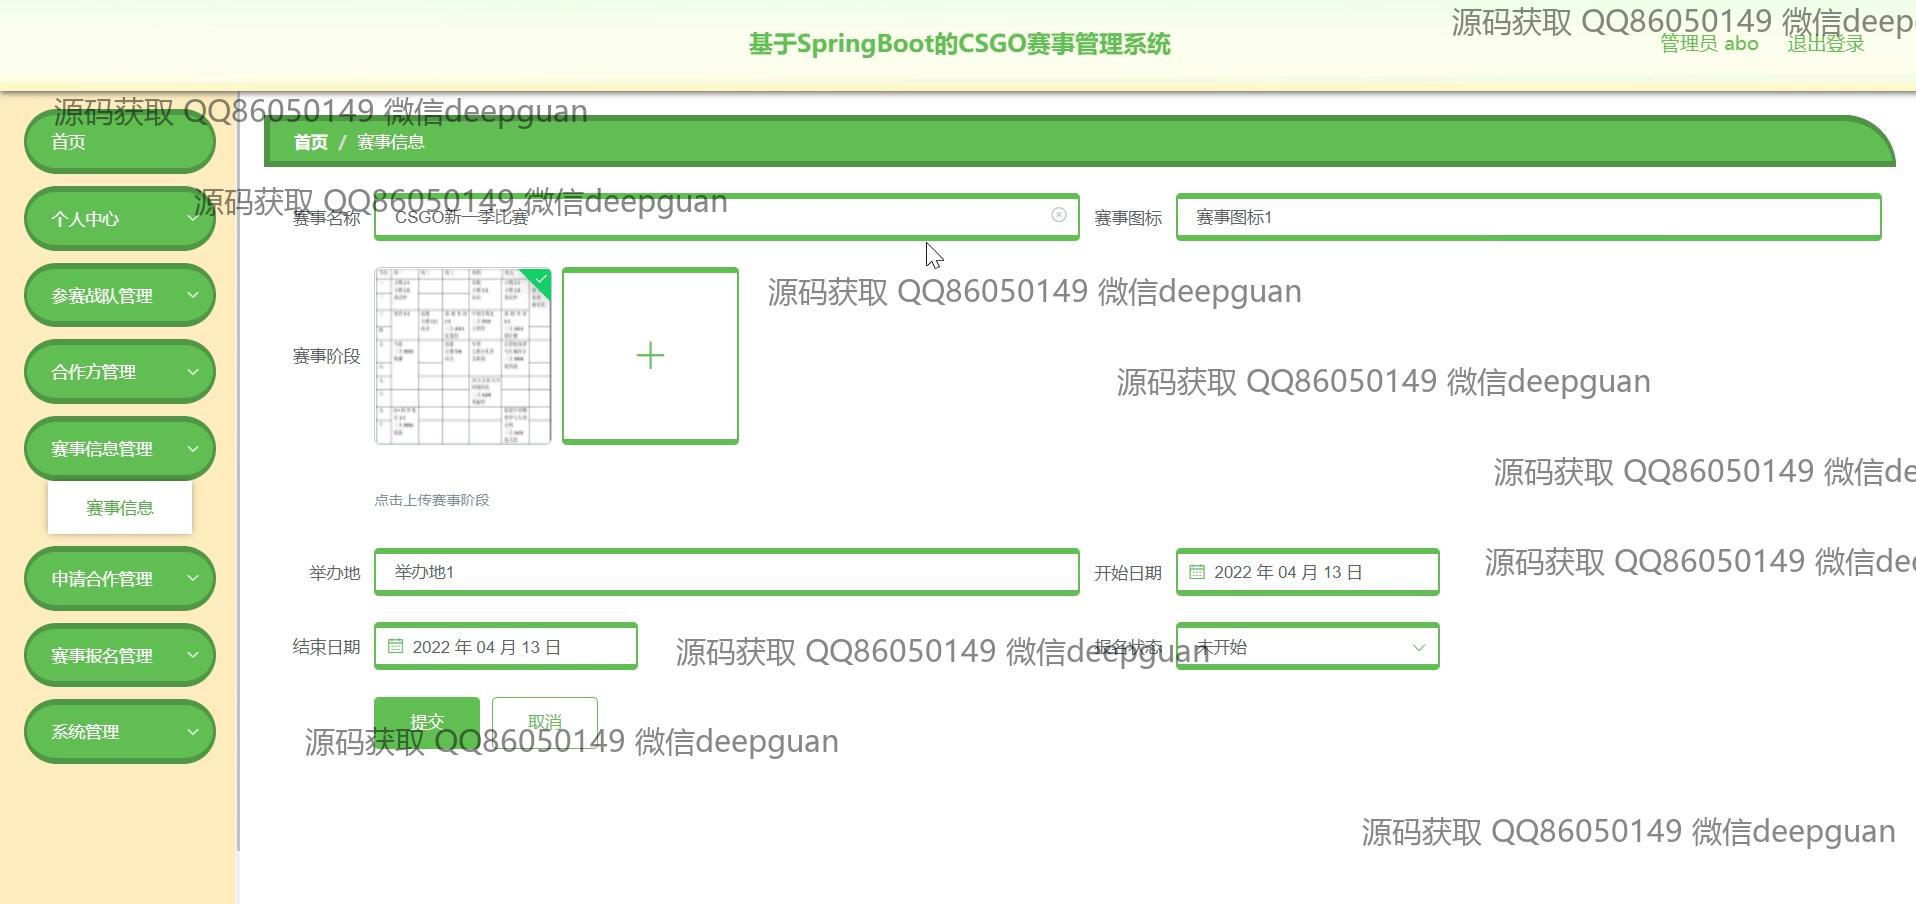 源码获取 QQ86050149 微信deep
基于SpringBoot的CSGO赛事管理系统
管理员 abo
退出登录
源码获取 QQ86050149 微信deepguan
首页
首页 / 赛事信息
源码获取 QQ86050149 微信deepguan
个人中心
赛事名称 CSGO新一季比赛
赛事图标 赛事图标1
参赛战队管理
源码获取 QQ86050149 微信deepguan
赛事阶段
合作方管理
源码获取 QQ86050149 微信deepguan
赛事信息管理
源码获取 QQ86050149 微信de
点击上传赛事阶段
赛事信息
源码获取 QQ86050149 微信dee
申请合作管理
举办地 举办地1
开始日期 2022 年 04 月 13 日
赛事报名管理
结束日期 2022 年 04 月 13 日
源码获取 QQ86050149 微信deepguan
报名状态 未开始
提交
取消
系统管理
源码获取 QQ86050149 微信deepguan
源码获取 QQ86050149 微信deepguan